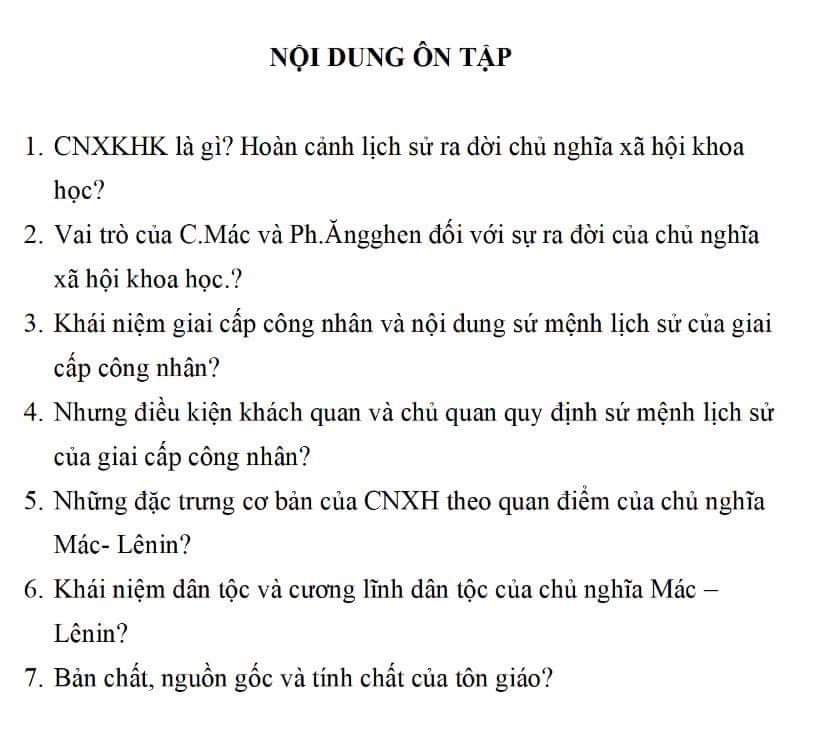 NỘI DUNG ÔN TẬP
1. CNXKHK là gì? Hoàn cảnh lịch sử ra đời chủ nghĩa xã hội khoa
học?
2. Vai trò của C.Mác và Ph.Ăngghen đối với sự ra đời của chủ nghĩa
xã hội khoa học.?
3. Khái niệm giai cấp công nhân và nội dung sứ mệnh lịch sử của giai
cấp công nhân?
4. Nhưng điều kiện khách quan và chủ quan quy định sứ mệnh lịch sử
của giai cấp công nhân?
5. Những đặc trưng cơ bản của CNXH theo quan điểm của chủ nghĩa
Mác- Lênin?
6. Khái niệm dân tộc và cương lĩnh dân tộc của chủ nghĩa Mác –
Lênin?
7. Bản chất, nguồn gốc và tính chất của tôn giáo?